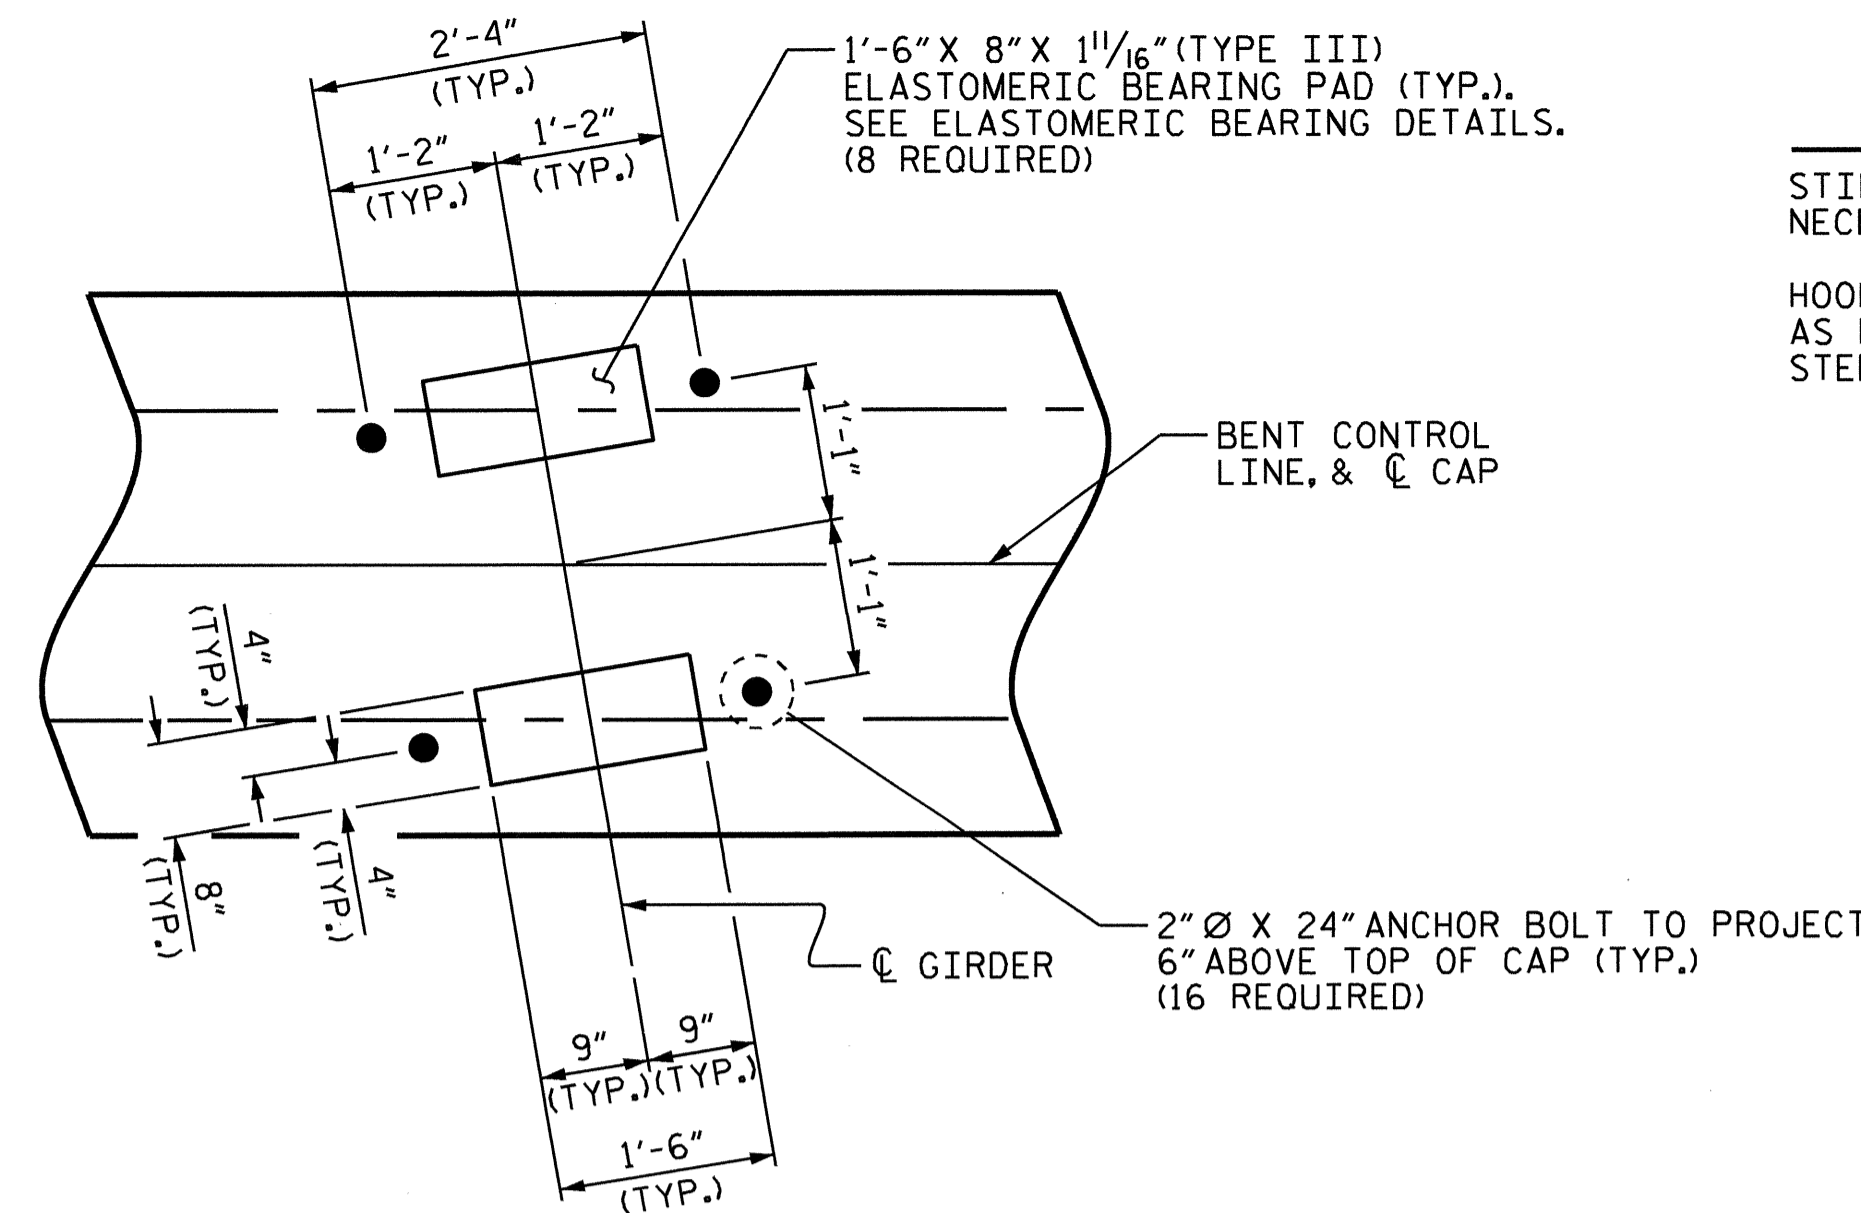 2'-4"
(TYP.)
1'-2"
(TYP.)
1'-2"
(TYP.)
1'-6" X 8" X 1 11/16" (TYPE III)
ELASTOMERIC BEARING PAD (TYP.).
SEE ELASTOMERIC BEARING DETAILS.
(8 REQUIRED)
AS
1'-1"
1'-1"
BENT CONTROL
LINE, & ℄ CAP
4"
(TYP.)
4"
(TYP.)
8"
(TYP.)
2" Ø X 24" ANCHOR BOLT TO PROJECT
6" ABOVE TOP OF CAP (TYP.)
(16 REQUIRED)
℄ GIRDER
9"
(TYP.)
9"
(TYP.)
1'-6"
(TYP.)